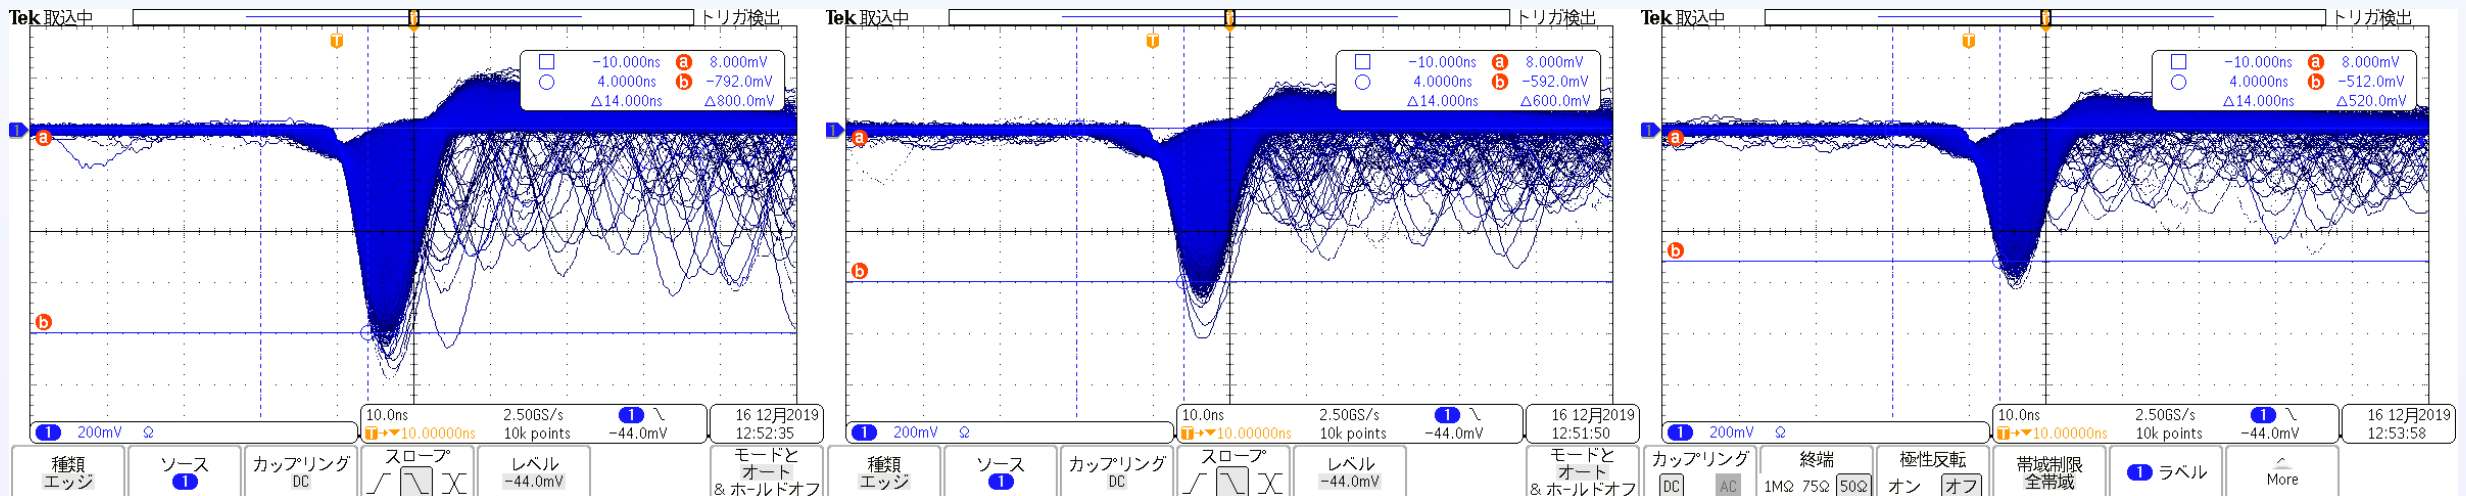 Tek 取込中 トリガ検出
T
-10.000ns a 8.000mV
4.0000ns b -792.0mV
Δ14.000ns Δ800.0mV
1
a
b
10.0ns 2.50GS/s 1
T→▼10.00000ns 10k points -44.0mV
16 12月2019
12:52:35
1 200mV Ω
種類
エッジ
ソース
1
カップリング
DC
スロープ
レベル
-44.0mV
モードと
オート
& ホールドオフ
Tek 取込中 トリガ検出
T
-10.000ns a 8.000mV
4.0000ns b -592.0mV
Δ14.000ns Δ600.0mV
1
a
b
10.0ns 2.50GS/s 1
T→▼10.00000ns 10k points -44.0mV
16 12月2019
12:51:50
1 200mV Ω
種類
エッジ
ソース
1
カップリング
DC
スロープ
レベル
-44.0mV
モードと
オート
& ホールドオフ
Tek 取込中 トリガ検出
T
-10.000ns a 8.000mV
4.0000ns b -512.0mV
Δ14.000ns Δ520.0mV
1
a
b
10.0ns 2.50GS/s 1
T→▼10.00000ns 10k points -44.0mV
16 12月2019
12:53:58
1 200mV Ω
カップリング
DC AC
終端
1MΩ 75Ω 50Ω
極性反転
オン オフ
帯域制限
全帯域
1 ラベル
More